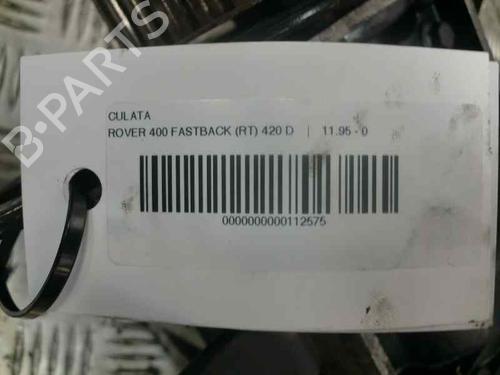 B-PARTS
CULATA
ROVER 400 FASTBACK (RT) 420 D | 11.95 - 0
0000000000112575